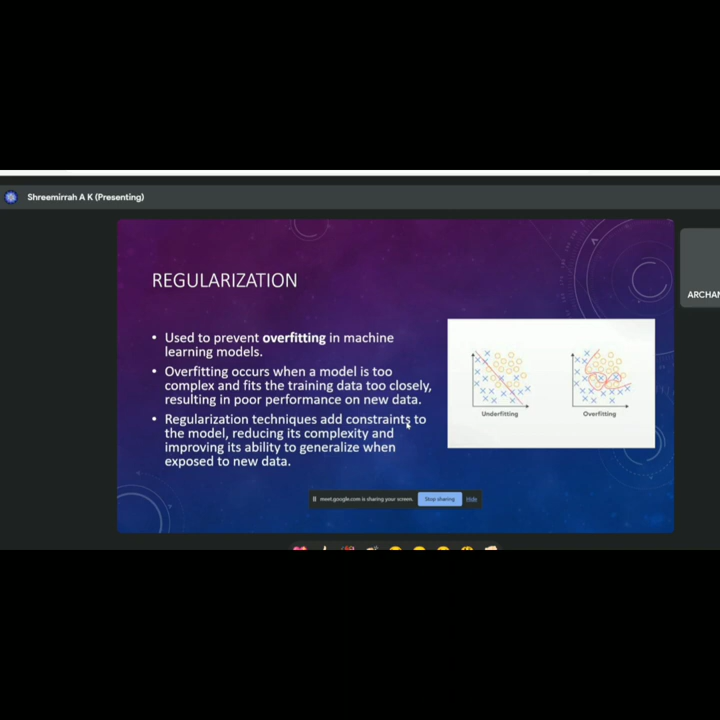 Shreemirrah A K (Presenting)
REGULARIZATION
• Used to prevent overfitting in machine
learning models.
• Overfitting occurs when a model is too
complex and fits the training data too closely,
resulting in poor performance on new data.
• Regularization techniques add constraints to
the model, reducing its complexity and
improving its ability to generalize when
exposed to new data.
Underfitting
Overfitting
ARCHAN
meet.google.com is sharing your screen.
Stop sharing
Hide